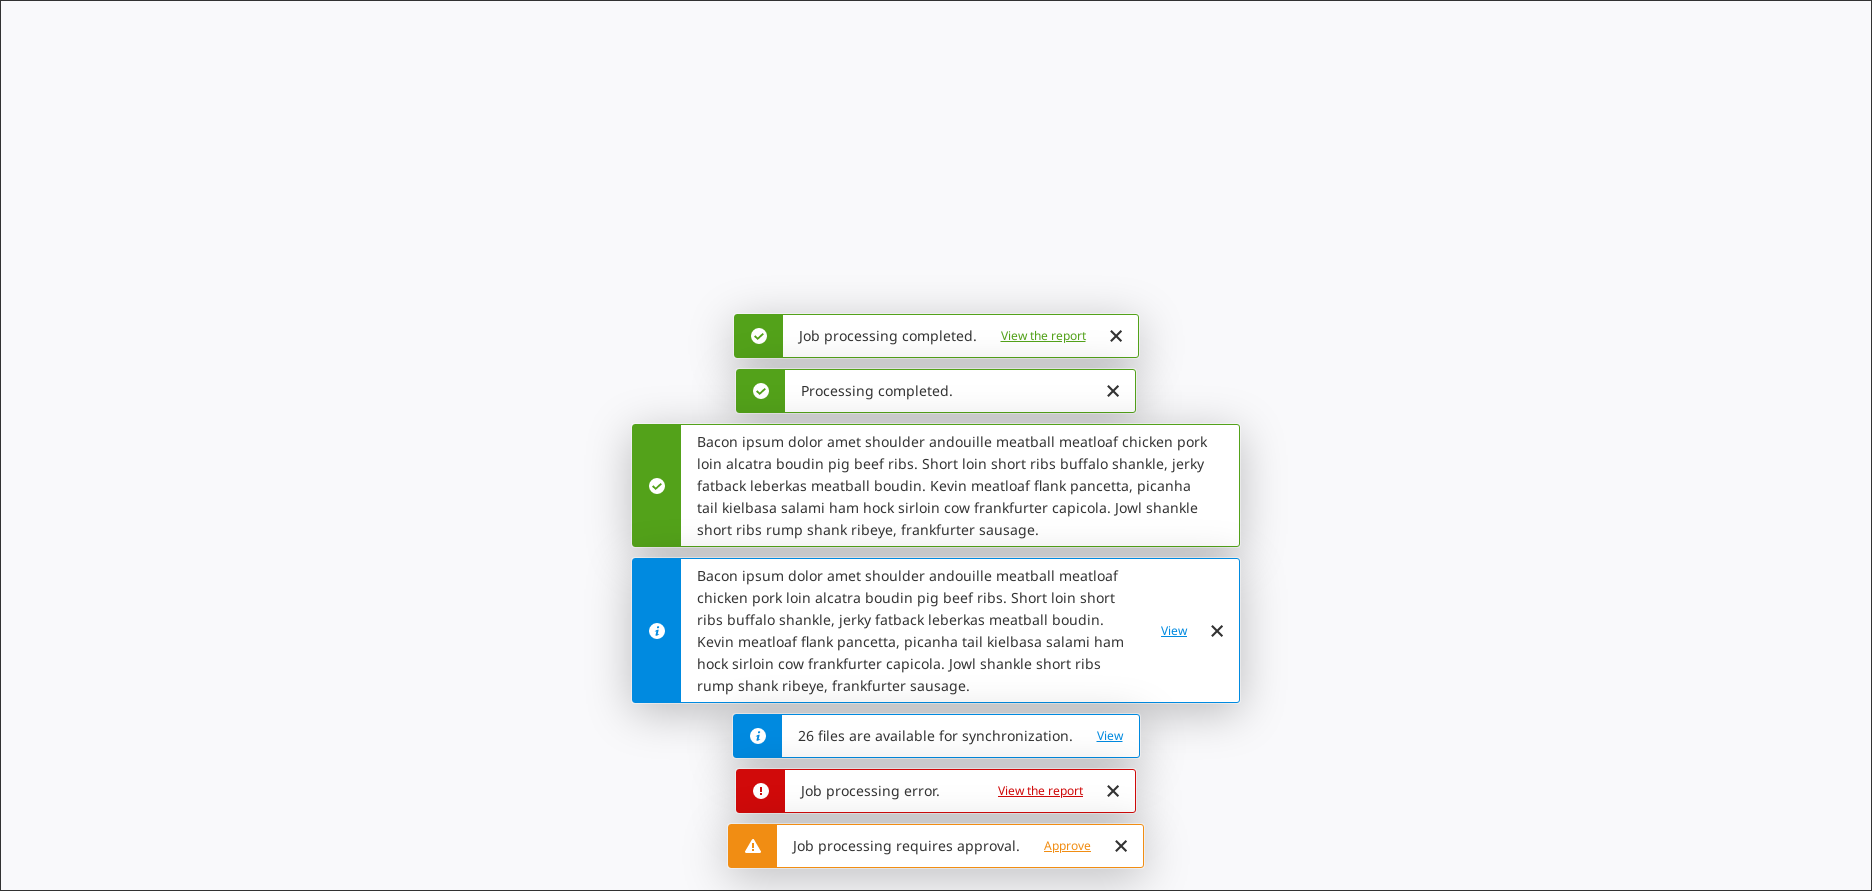 Job processing completed. View the report
Processing completed.
Bacon ipsum dolor amet shoulder andouille meatball meatloaf chicken pork
loin alcatra boudin pig beef ribs. Short loin short ribs buffalo shankle, jerky
fatback leberkas meatball boudin. Kevin meatloaf flank pancetta, picanha
tail kielbasa salami ham hock sirloin cow frankfurter capicola. Jowl shankle
short ribs rump shank ribeye, frankfurter sausage.
Bacon ipsum dolor amet shoulder andouille meatball meatloaf
chicken pork loin alcatra boudin pig beef ribs. Short loin short
ribs buffalo shankle, jerky fatback leberkas meatball boudin.
Kevin meatloaf flank pancetta, picanha tail kielbasa salami ham
hock sirloin cow frankfurter capicola. Jowl shankle short ribs
rump shank ribeye, frankfurter sausage.
View
26 files are available for synchronization. View
Job processing error. View the report
Job processing requires approval. Approve